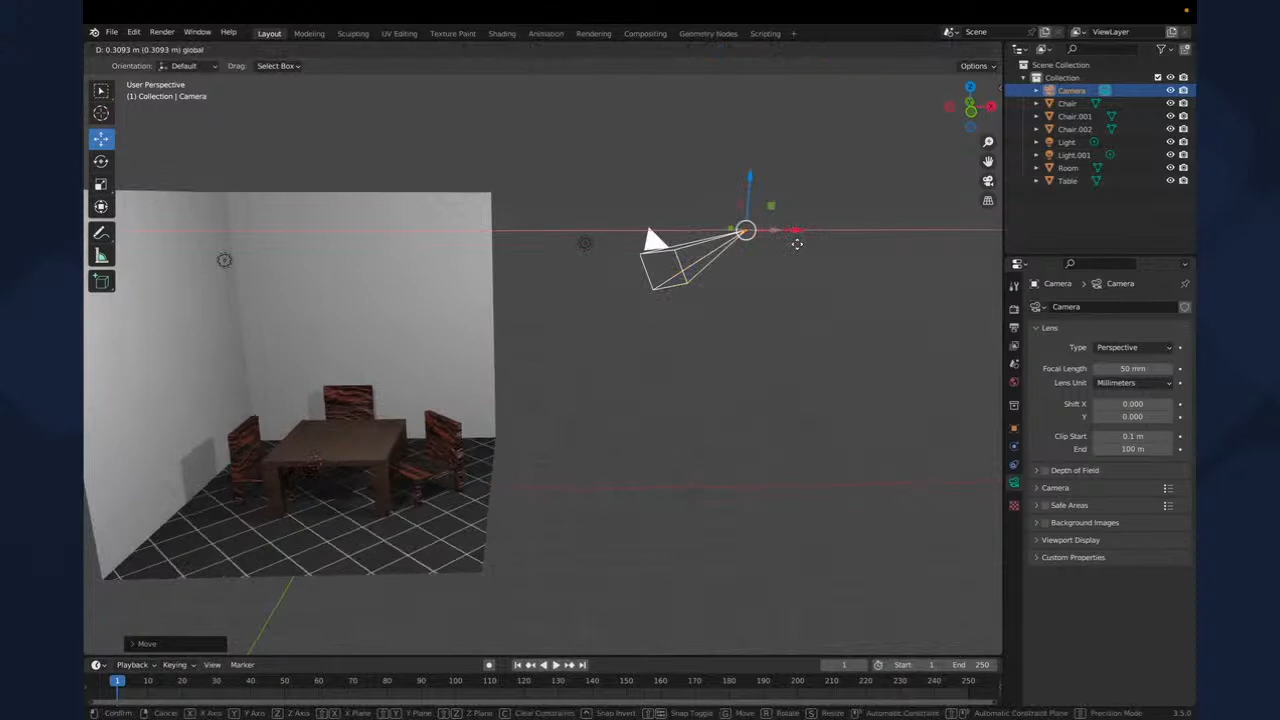 File Edit Render Window Help Layout Modeling Sculpting UV Editing Texture Paint Shading Animation Rendering Compositing Geometry Nodes Scripting + Scene ViewLayer
D: 0.3093 m (0.3093 m) global
Orientation: Default Drag: Select Box Options
User Perspective
(1) Collection | Camera
Scene Collection
Collection
Camera
Chair
Chair.001
Chair.002
Light
Light.001
Room
Table
Camera > Camera
Camera
Lens
Type Perspective
Focal Length 50 mm
Lens Unit Millimeters
Shift X 0.000
Y 0.000
Clip Start 0.1 m
End 100 m
Depth of Field
Camera
Safe Areas
Background Images
Viewport Display
Custom Properties
> Move
Playback Keying View Marker 1 Start 1 End 250
1 10 20 30 40 50 60 70 80 90 100 110 120 130 140 150 160 170 180 190 200 210 220 230 240 250
Confirm Cancel X X Axis Y Y Axis Z Z Axis X X Plane Y Y Plane Z Z Plane C Clear Constraints Snap Invert Snap Toggle G Move R Rotate S Resize Automatic Constraint Automatic Constraint Plane Precision Mode 3.5.0